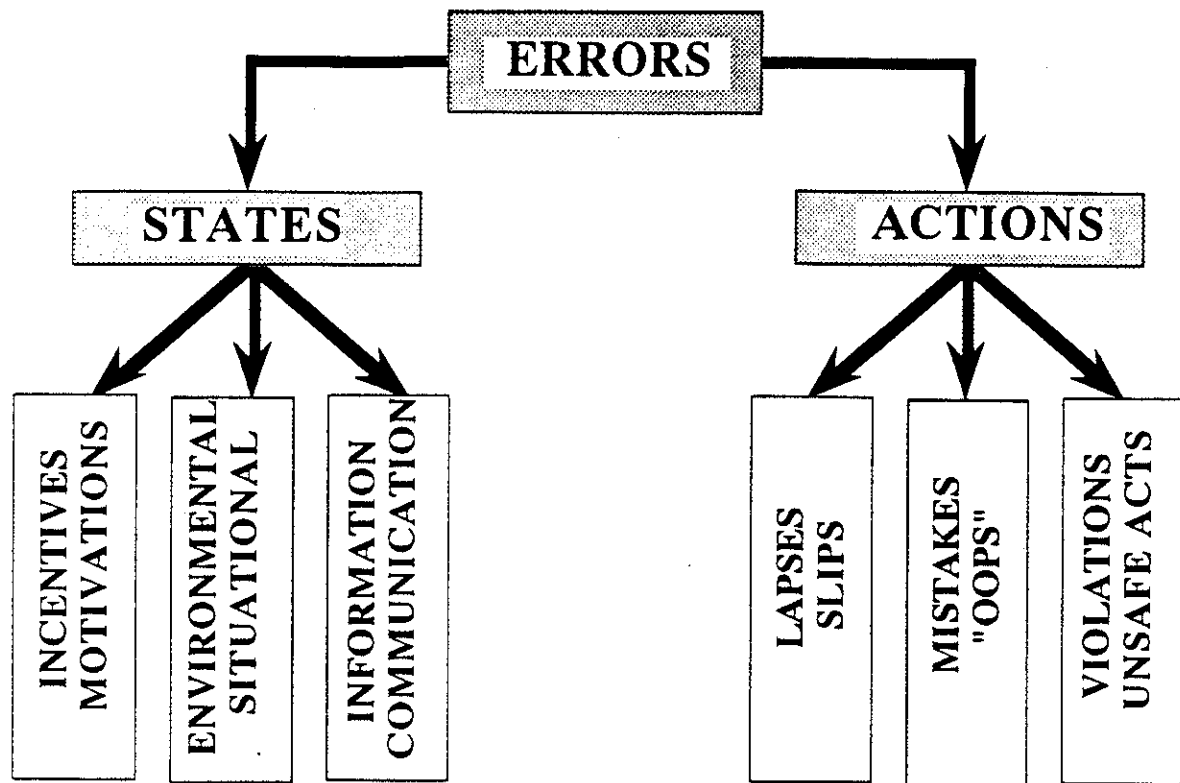 ERRORS
STATES
ACTIONS
INCENTIVES
MOTIVATIONS
ENVIRONMENTAL
SITUATIONAL
INFORMATION
COMMUNICATION
LAPSES
SLIPS
MISTAKES
"OOPS"
VIOLATIONS
UNSAFE ACTS